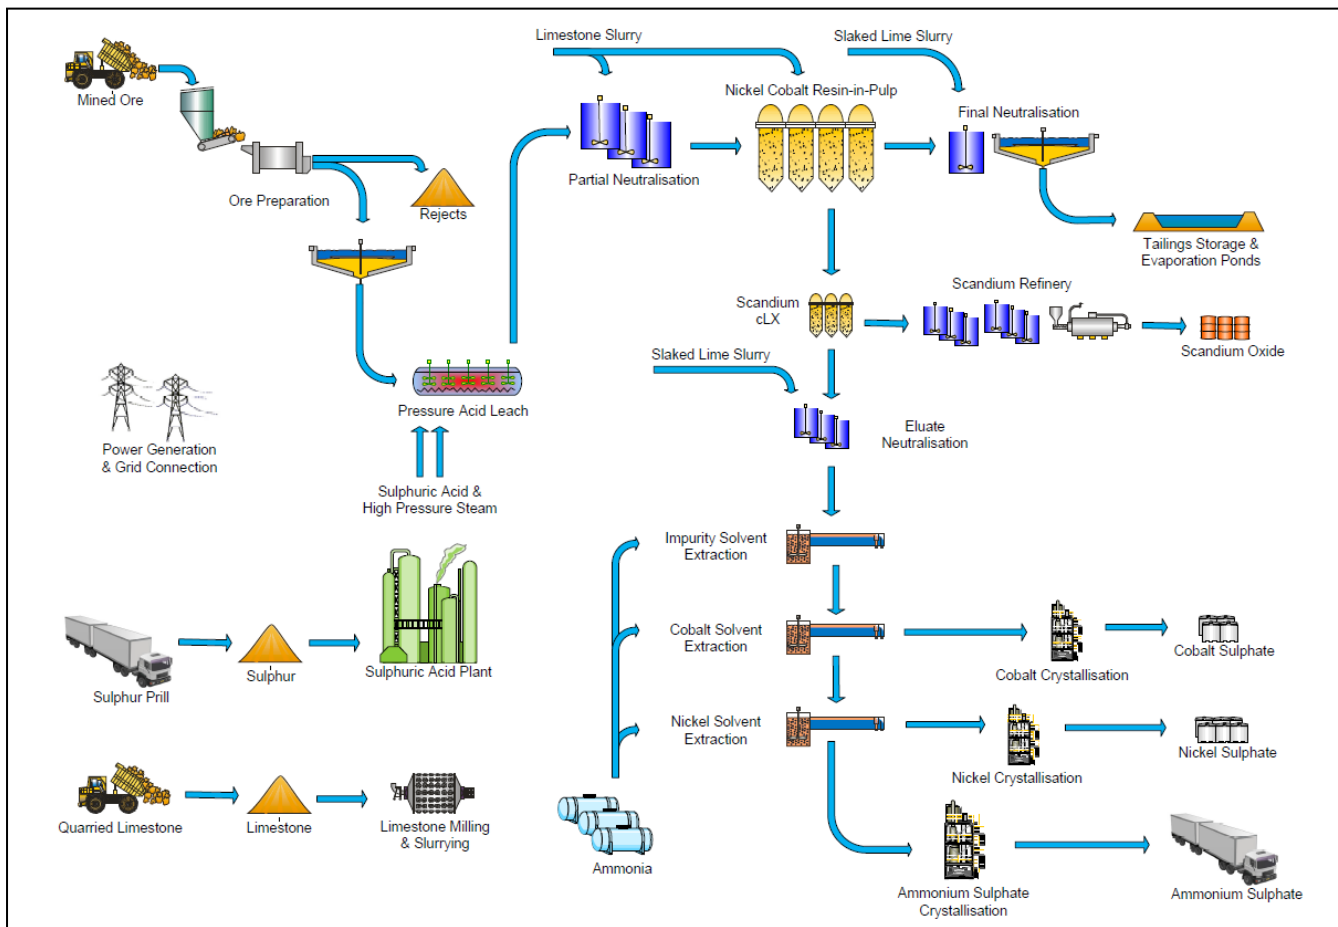 Limestone Slurry
Slaked Lime Slurry
Mined Ore
Nickel Cobalt Resin-in-Pulp
Final Neutralisation
Partial Neutralisation
Ore Preparation
Rejects
Tailings Storage &
Evaporation Ponds
Scandium Refinery
Scandium
cLX
Scandium Oxide
Slaked Lime Slurry
Pressure Acid Leach
Eluate
Neutralisation
Power Generation
& Grid Connection
Sulphuric Acid &
High Pressure Steam
Impurity Solvent
Extraction
Cobalt Solvent
Extraction
Cobalt Sulphate
Cobalt Crystallisation
Sulphur Prill
Sulphur
Sulphuric Acid Plant
Nickel Solvent
Extraction
Nickel Sulphate
Nickel Crystallisation
Quarried Limestone
Limestone
Limestone Milling
& Slurrying
Ammonia
Ammonium Sulphate
Crystallisation
Ammonium Sulphate